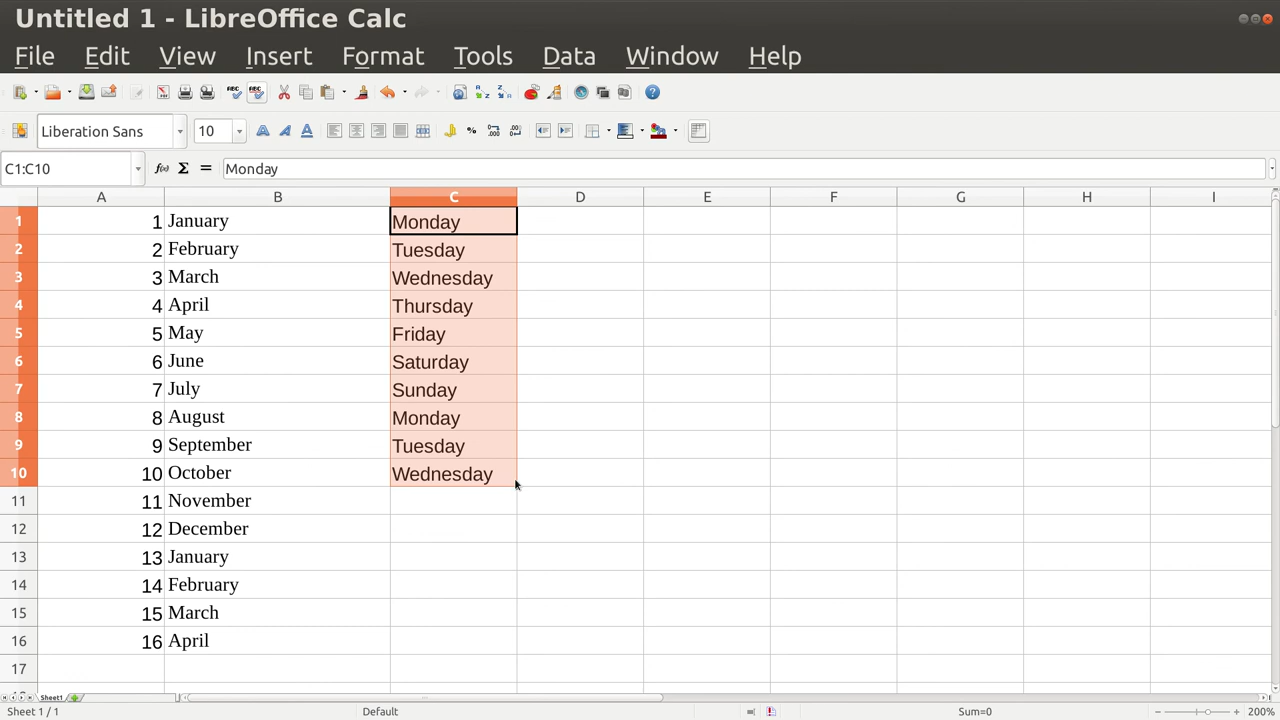 Untitled 1 - LibreOffice Calc
File Edit View Insert Format Tools Data Window Help
Liberation Sans 10
C1:C10 Monday
A B C D E F G H I
1 1 January Monday
2 2 February Tuesday
3 3 March Wednesday
4 4 April Thursday
5 5 May Friday
6 6 June Saturday
7 7 July Sunday
8 8 August Monday
9 9 September Tuesday
10 10 October Wednesday
11 11 November
12 12 December
13 13 January
14 14 February
15 15 March
16 16 April
17
Sheet1
Sheet 1 / 1 Default Sum=0 200%